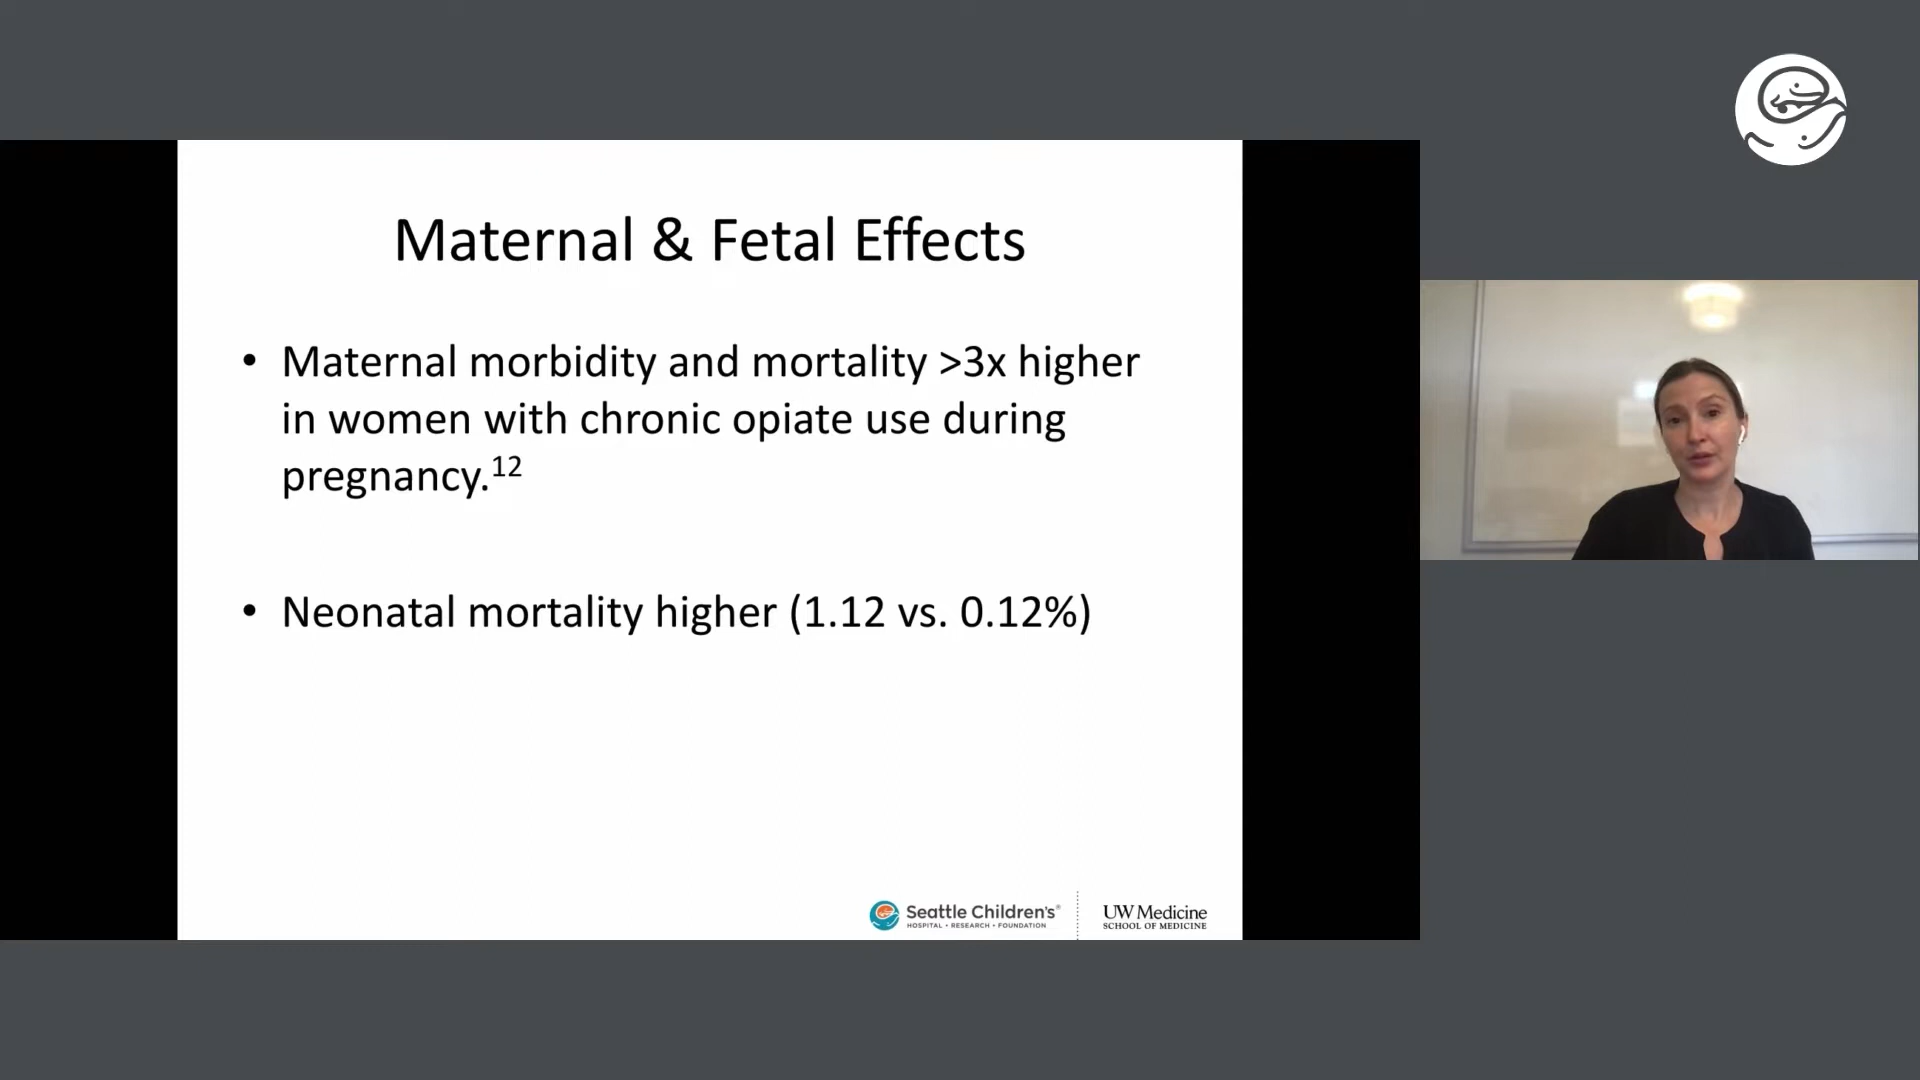 Maternal & Fetal Effects
• Maternal morbidity and mortality >3x higher
in women with chronic opiate use during
pregnancy.¹²
• Neonatal mortality higher (1.12 vs. 0.12%)
Seattle Children's®
HOSPITAL • RESEARCH • FOUNDATION
UW Medicine
SCHOOL OF MEDICINE